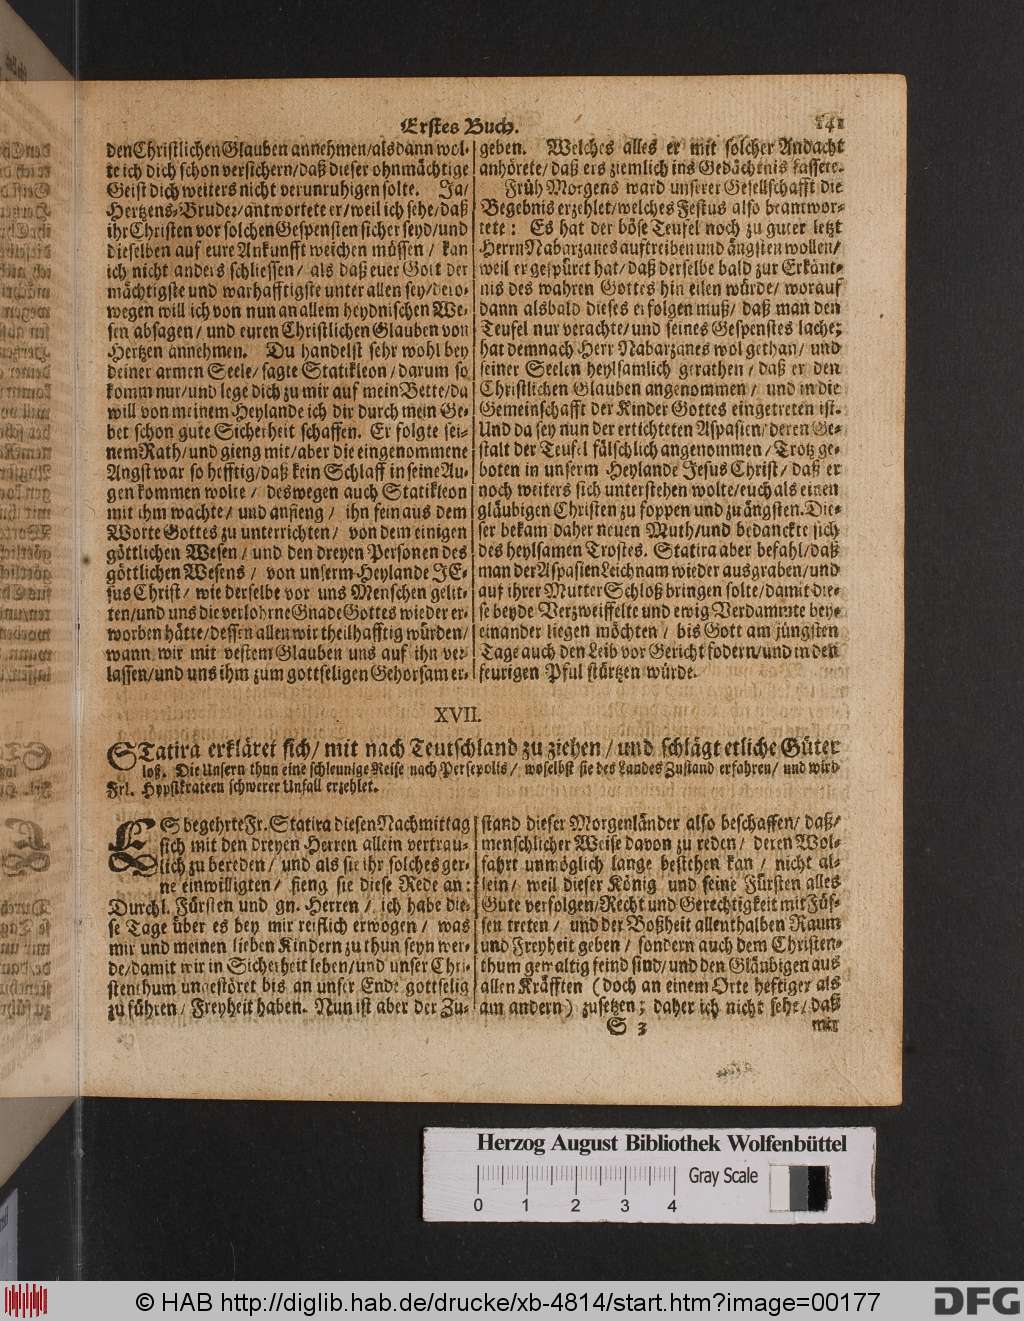 Erstes Buch.
141
den Christlichen Glauben annehmen/als dann wol-
te ich dich schon versichern/daß dieser ohnmächtige
Geist dich weiters nicht verunruhigen solte. Ja/
Hertzens-Bruder/antwortete er/weil ich sehe/daß
ihr Christen vor solchen Gespensten sicher seyd/und
dieselben auf eure Ankunfft weichen müssen/ kan
ich nicht anders schliessen/ als daß euer Gott der
mächtigste und warhafftigste unter allen sey/dero-
wegen will ich von nun an allem heydnischen We-
sen absagen/ und euren Christlichen Glauben von
Hertzen annehmen. Du handelst sehr wohl bey
deiner armen Seele/ sagte Statikleon/ darum so
komm nur/und lege dich zu mir auf mein Bette/da
will von meinem Heylande ich dir durch mein Ge-
bet schon gute Sicherheit schaffen. Er folgte sei-
nem Rath/und gieng mit/aber die eingenommene
Angst war so hefftig/daß kein Schlaff in seine Au-
gen kommen wolte/ deswegen auch Statikleon
mit ihm wachte/ und anfieng/ ihn fein aus dem
Worte Gottes zu unterrichten/ von dem einigen
göttlichen Wesen/ und den dreyen Personen des
göttlichen Wesens/ von unserm Heylande JE-
sus Christ/ wie derselbe vor uns Menschen gelit-
ten/und uns die verlohrne Gnade Gottes wieder er-
worben hätte/dessen allen wir theilhafftig würden/
wann wir mit vestem Glauben uns auf ihn ver
lassen/und uns ihm zum gottseligen Gehorsam er-
geben. Welches alles er mit solcher Andacht
anhörete/daß ers ziemlich ins Gedächtnis fassete.
Früh Morgens ward unserer Gesellschafft die
Begebnis erzehlet/welches Festus also beantwor-
tete: Es hat der böse Teufel noch zu guter letzt
Herrn Nabarzanes auftreiben und ängsten wollen/
weil er gespüret hat/daß derselbe bald zur Erkänt-
nis des wahren Gottes hin eilen würde/ worauf
dann alsbald dieses erfolgen muß/ daß man den
Teufel nur verachte/und seines Gespenstes lache;
hat demnach Herr Nabarzanes wol gethan/ und
seiner Seelen heylsamlich gerathen/ daß er den
Christlichen Glauben angenommen/ und in die
Gemeinschafft der Kinder Gottes eingetreten ist.
Und da sey nun der ertichteten Aspasien/deren Ge-
stalt der Teufel fälschlich angenommen/Trotz ge-
boten in unserm Heylande Jesus Christ/ daß er
noch weiters sich unterstehen wolte/euch als einen
gläubigen Christen zu foppen und zu ängsten. Die-
ser bekam daher neuen Muth/und bedanckte sich
des heylsamen Trostes. Statira aber befahl/daß
man der Aspasien Leichnam wieder ausgraben/und
auf ihrer Mutter Schloß bringen solte/damit die-
se beyde Verzweiffelte und ewig Verdammte bey-
einander liegen möchten/ bis Gott am jüngsten
Tage auch den Leib vor Gericht fodern/und in den
feurigen Pful stürtzen würde.
XVII.
STatira erkläret sich/ mit nach Teutschland zu ziehen/ und schlägt etliche Güter
loß. Die Unsern thun eine schleunige Reise nach Persepolis/ woselbst sie des Landes Zustand erfahren/ und wird
Frl. Hypsikrateen schwerer Unfall erzehlet.
ES begehrte Fr. Statira diesen Nachmittag
sich mit den dreyen Herren allein vertrau-
lich zu bereden/ und als sie ihr solches ger-
ne einwilligten/ fieng sie diese Rede an:
Durchl. Fürsten und gn. Herren/ ich habe die-
se Tage über es bey mir reiflich erwogen/ was
mir und meinen lieben Kindern zu thun seyn wer-
de/damit wir in Sicherheit leben/und unser Chri-
stenthum ungestöret bis an unser Ende gottselig
zu führen/ Freyheit haben. Nun ist aber der Zu-
stand dieser Morgenländer also beschaffen/ daß/
menschlicher Weise davon zu reden/ deren Wol-
fahrt unmöglich lange bestehen kan/ nicht al-
lein/ weil dieser König und seine Fürsten alles
Gute verfolgen/Recht und Gerechtigkeit mit Füs-
sen treten/ und der Boßheit allenthalben Raum
und Freyheit geben/ sondern auch dem Christen-
thum gewaltig feind sind/und den Gläubigen aus
allen Kräfften (doch an einem Orte heftiger als
am andern) zusetzen; daher ich nicht sehe/ daß
S 3
mir
Herzog August Bibliothek Wolfenbüttel
Gray Scale
0 1 2 3 4
© HAB http://diglib.hab.de/drucke/xb-4814/start.htm?image=00177
DFG